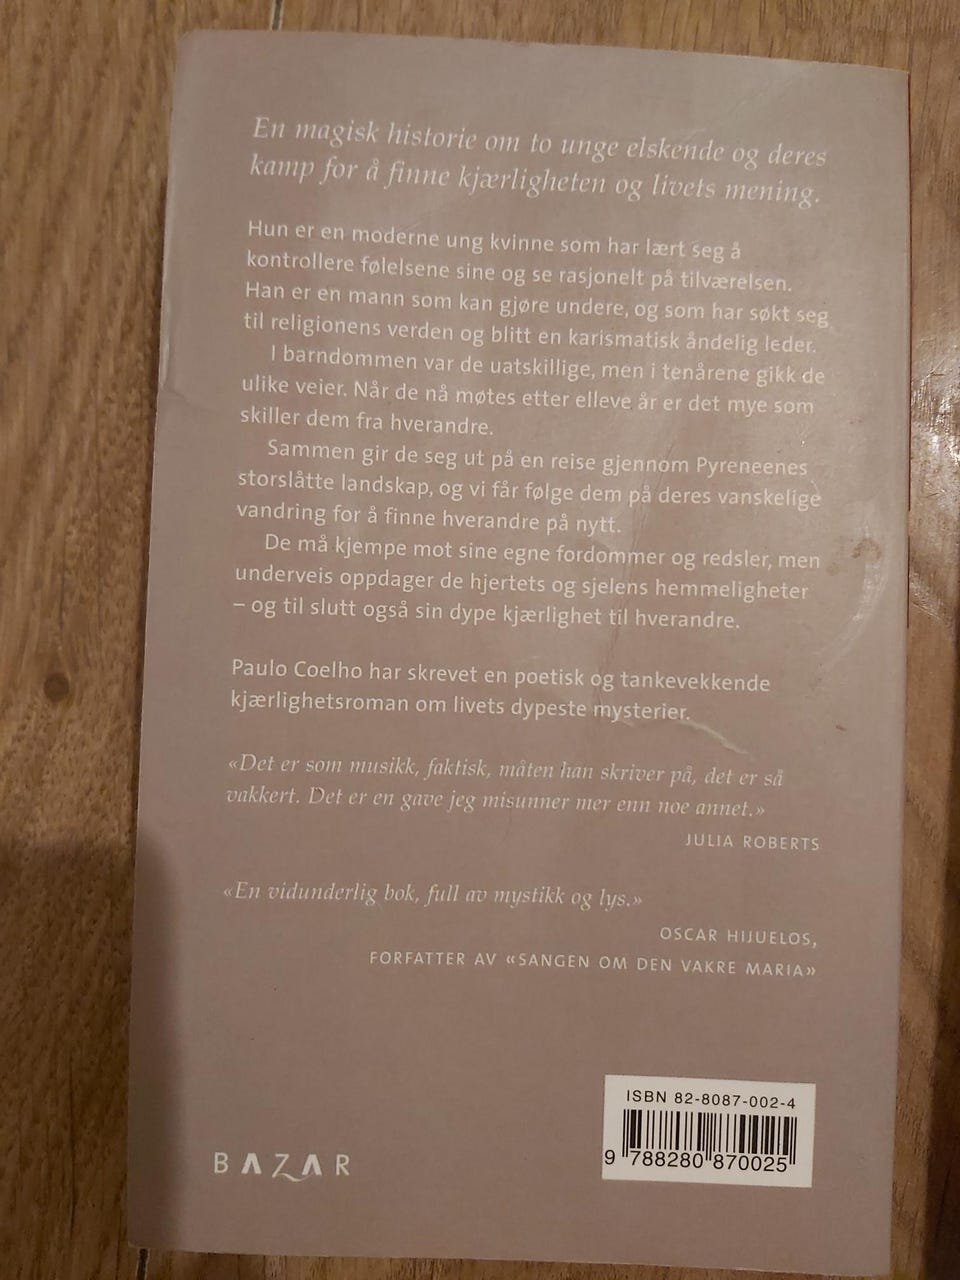 En magisk historie om to unge elskende og deres
kamp for å finne kjærligheten og livets mening.
Hun er en moderne ung kvinne som har lært seg å
kontrollere følelsene sine og se rasjonelt på tilværelsen.
Han er en mann som kan gjøre undere, og som har søkt seg
til religionens verden og blitt en karismatisk åndelig leder.
I barndommen var de uatskillige, men i tenårene gikk de
ulike veier. Når de nå møtes etter elleve år er det mye som
skiller dem fra hverandre.
Sammen gir de seg ut på en reise gjennom Pyreneenes
storslåtte landskap, og vi får følge dem på deres vanskelige
vandring for å finne hverandre på nytt.
De må kjempe mot sine egne fordommer og redsler, men
underveis oppdager de hjertets og sjelens hemmeligheter
– og til slutt også sin dype kjærlighet til hverandre.
Paulo Coelho har skrevet en poetisk og tankevekkende
kjærlighetsroman om livets dypeste mysterier.
«Det er som musikk, faktisk, måten han skriver på, det er så
vakkert. Det er en gave jeg misunner mer enn noe annet.»
JULIA ROBERTS
«En vidunderlig bok, full av mystikk og lys.»
OSCAR HIJUELOS,
FORFATTER AV «SANGEN OM DEN VAKRE MARIA»
ISBN 82-8087-002-4
9 788280 870025
BAZAR